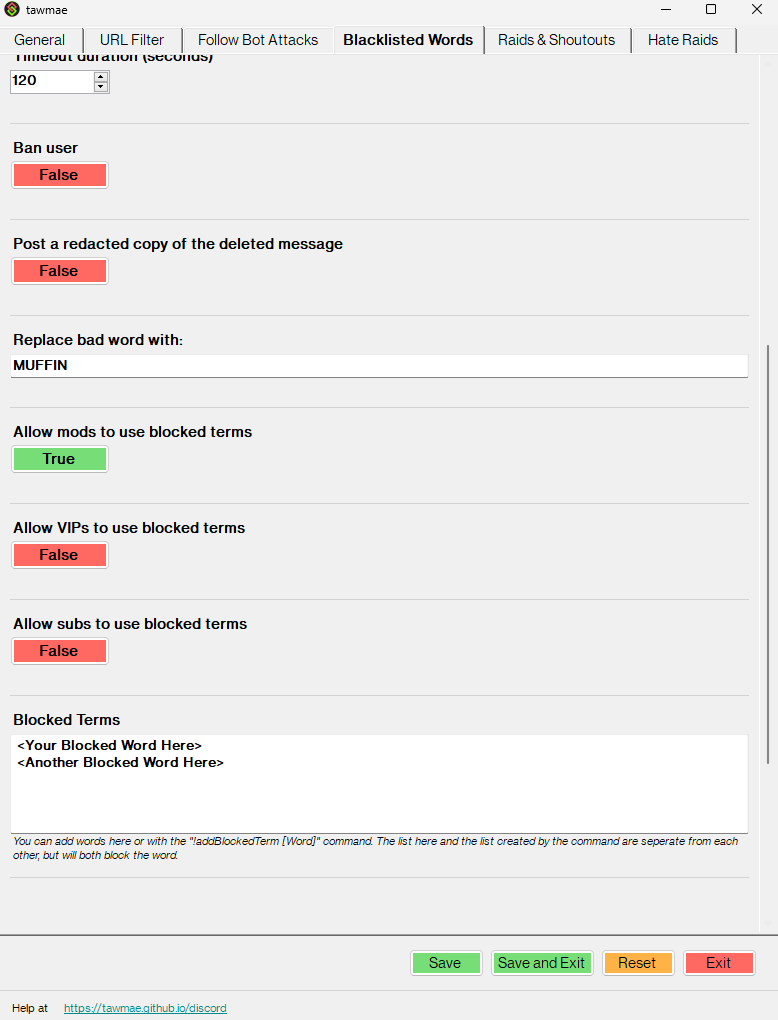 tawmae
General
URL Filter
Follow Bot Attacks
Blacklisted Words
Raids & Shoutouts
Hate Raids
Timeout duration (seconds)
120
Ban user
False
Post a redacted copy of the deleted message
False
Replace bad word with:
MUFFIN
Allow mods to use blocked terms
True
Allow VIPs to use blocked terms
False
Allow subs to use blocked terms
False
Blocked Terms
<Your Blocked Word Here>
<Another Blocked Word Here>
You can add words here or with the "!addBlockedTerm [Word]" command. The list here and the list created by the command are seperate from each
other, but will both block the word.
Save
Save and Exit
Reset
Exit
Help at
https://tawmae.github.io/discord